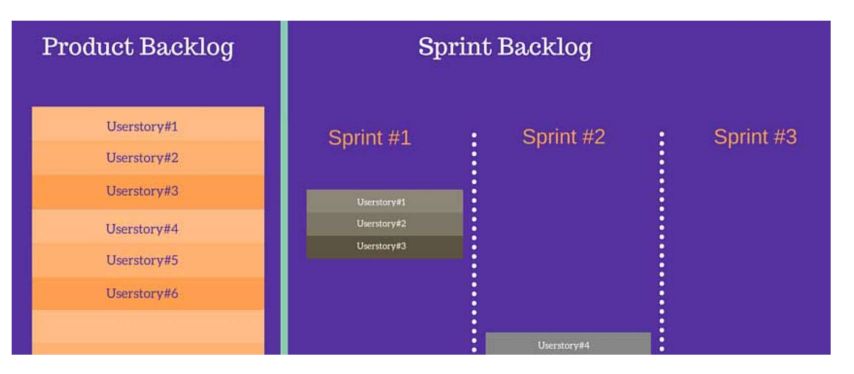 Product Backlog
Userstory#1
Userstory#2
Userstory#3
Userstory#4
Userstory#5
Userstory#6
Sprint Backlog
Sprint #1
Userstory#1
Userstory#2
Userstory#3
Sprint #2
Userstory#4
Sprint #3